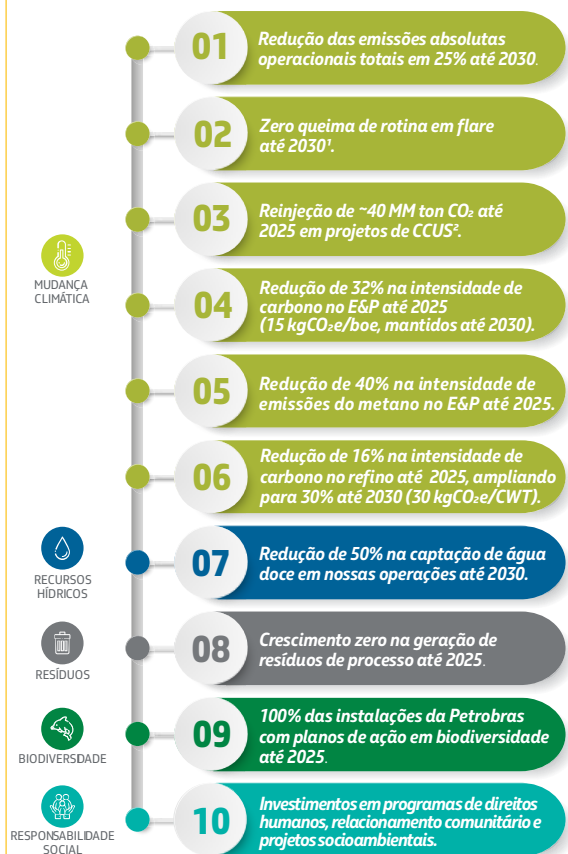 01
Redução das emissões absolutas
operacionais totais em 25% até 2030.
02
Zero queima de rotina em flare
até 2030¹.
03
Reinjeção de ~40 MM ton CO₂ até
2025 em projetos de CCUS².
MUDANÇA
CLIMÁTICA
04
Redução de 32% na intensidade de
carbono no E&P até 2025
(15 kgCO₂e/boe, mantidos até 2030).
05
Redução de 40% na intensidade de
emissões do metano no E&P até 2025.
06
Redução de 16% na intensidade de
carbono no refino até 2025, ampliando
para 30% até 2030 (30 kgCO₂e/CWT).
RECURSOS
HÍDRICOS
07
Redução de 50% na captação de água
doce em nossas operações até 2030.
RESÍDUOS
08
Crescimento zero na geração de
resíduos de processo até 2025.
BIODIVERSIDADE
09
100% das instalações da Petrobras
com planos de ação em biodiversidade
até 2025.
RESPONSABILIDADE
SOCIAL
10
Investimentos em programas de direitos
humanos, relacionamento comunitário e
projetos socioambientais.